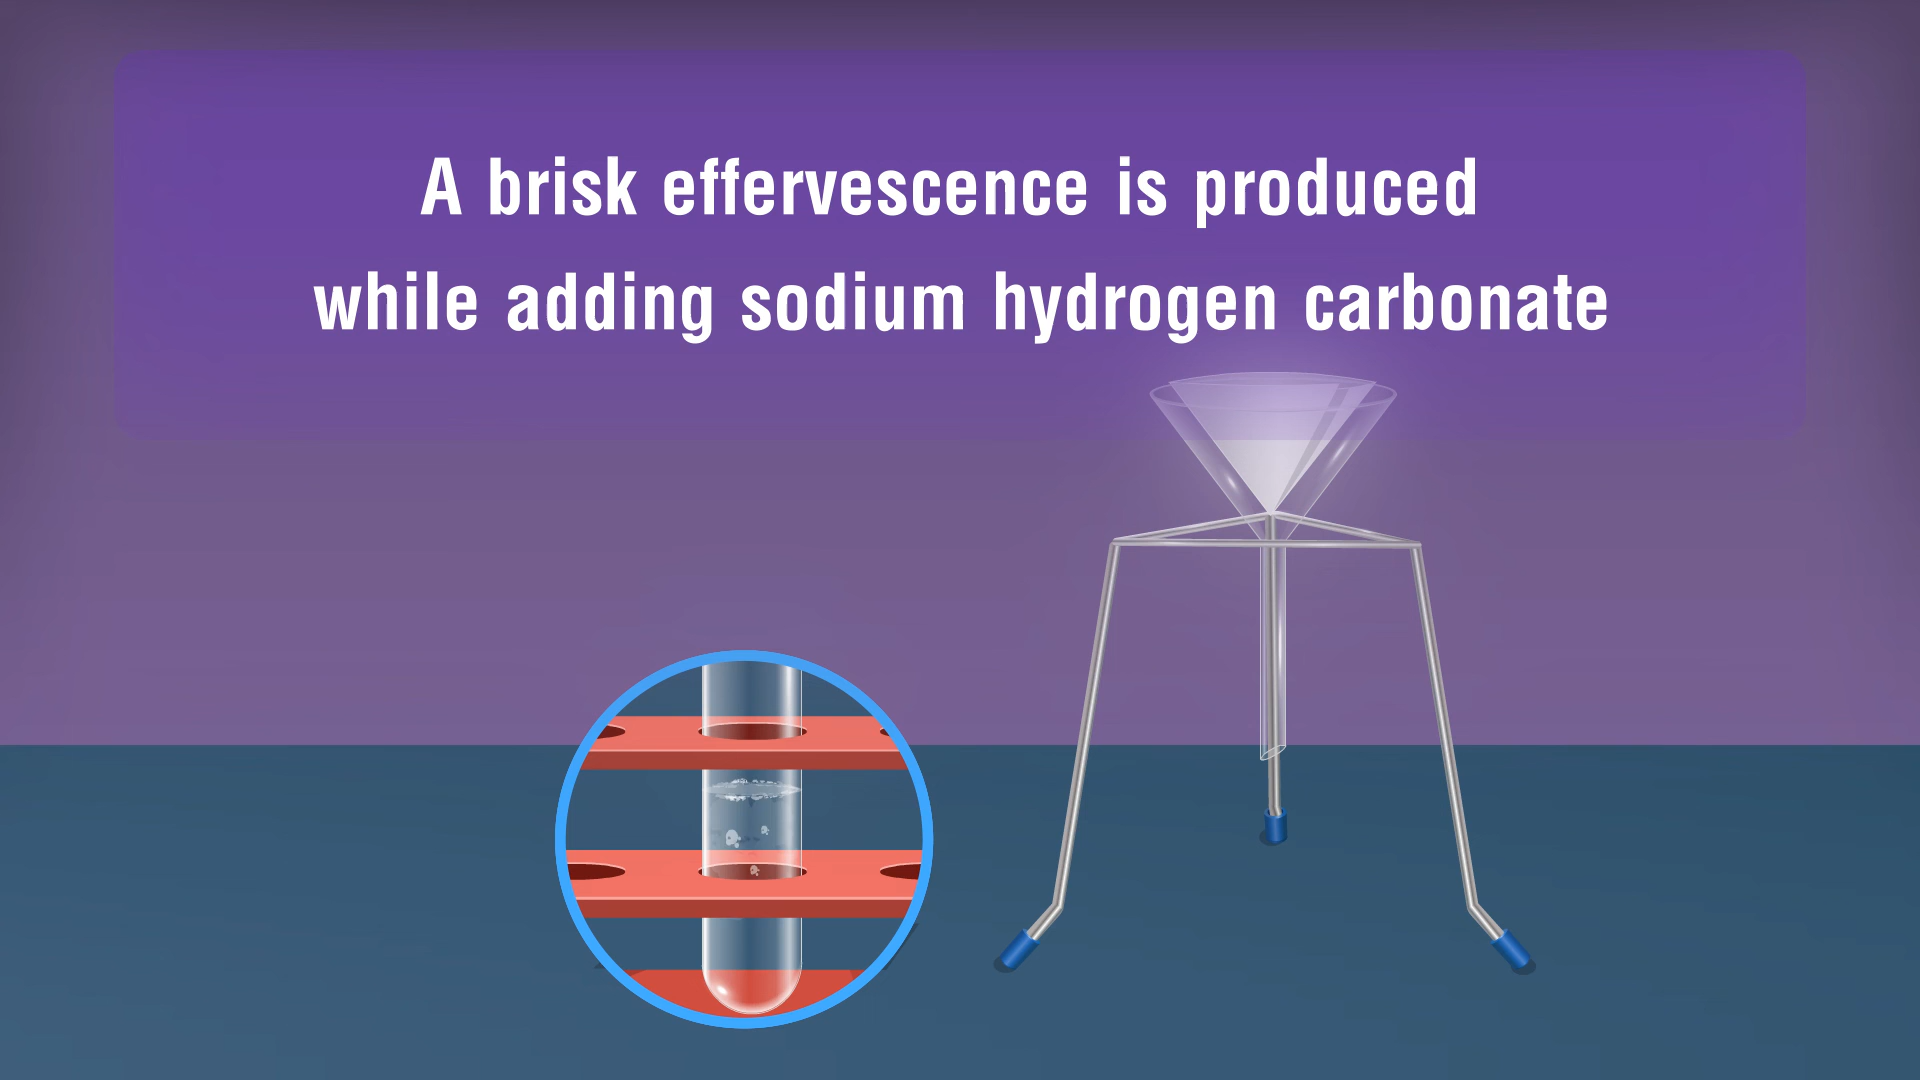 A brisk effervescence is produced
while adding sodium hydrogen carbonate